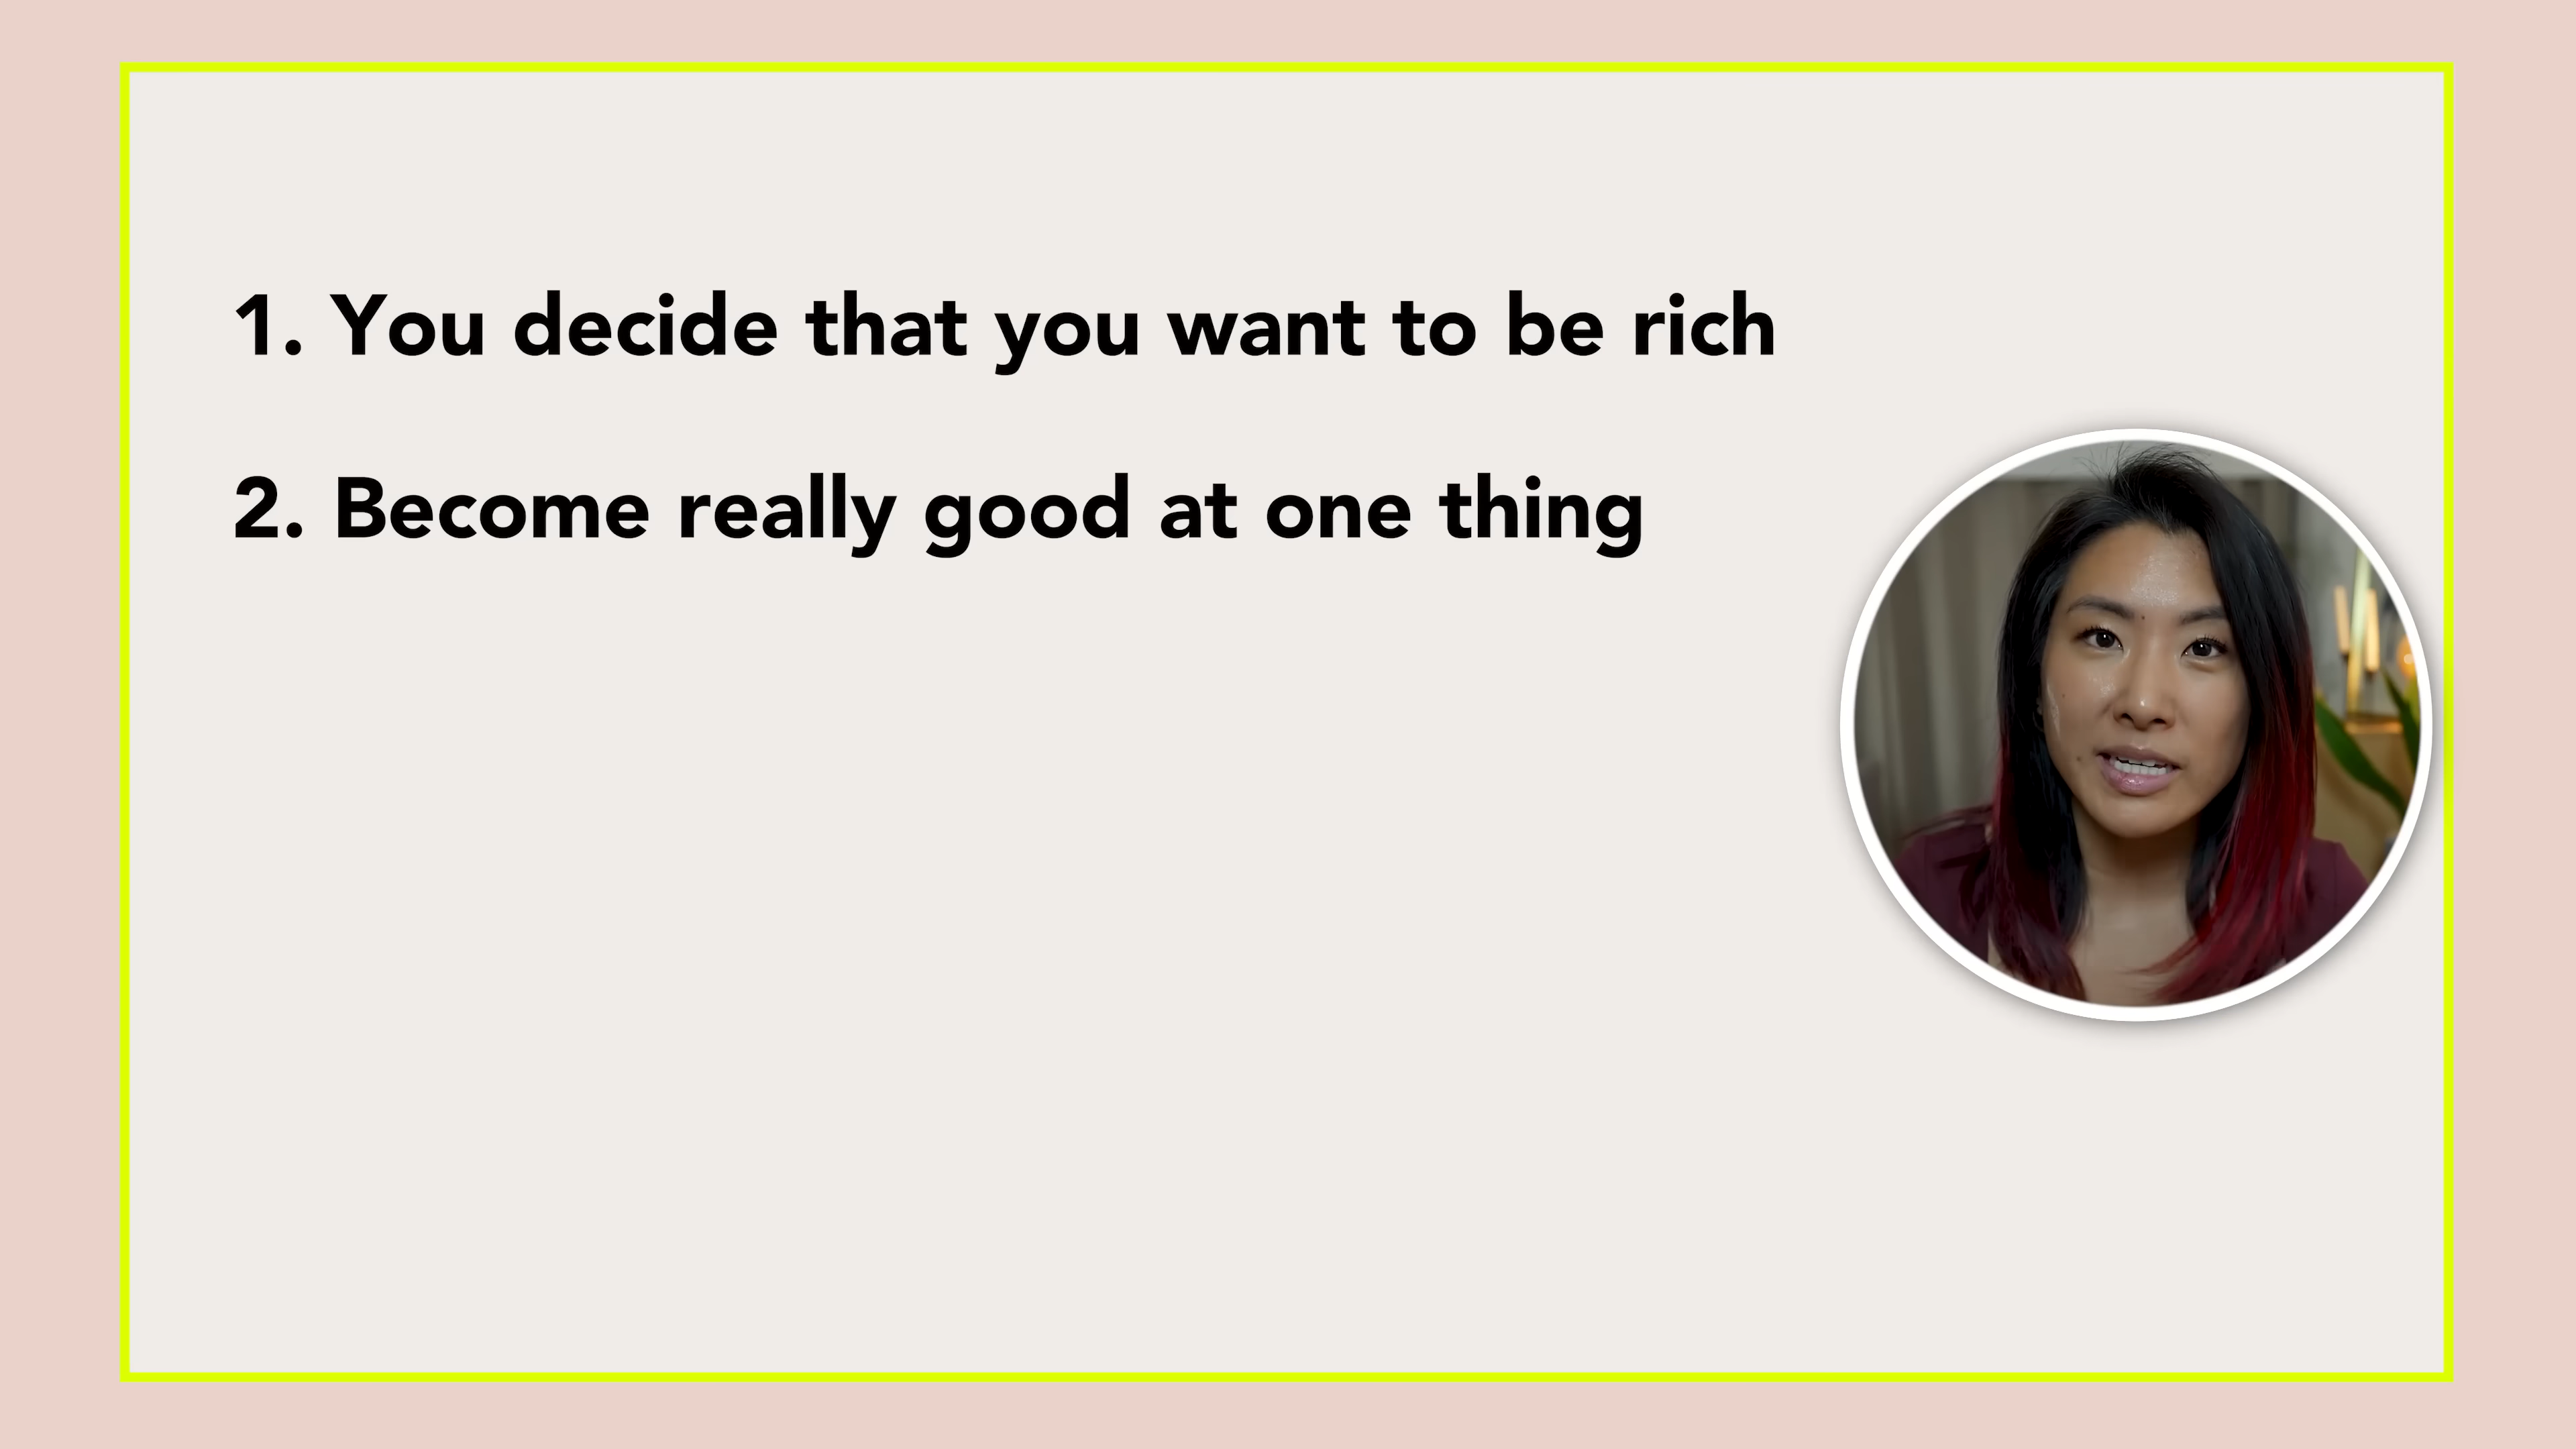 1. You decide that you want to be rich
2. Become really good at one thing